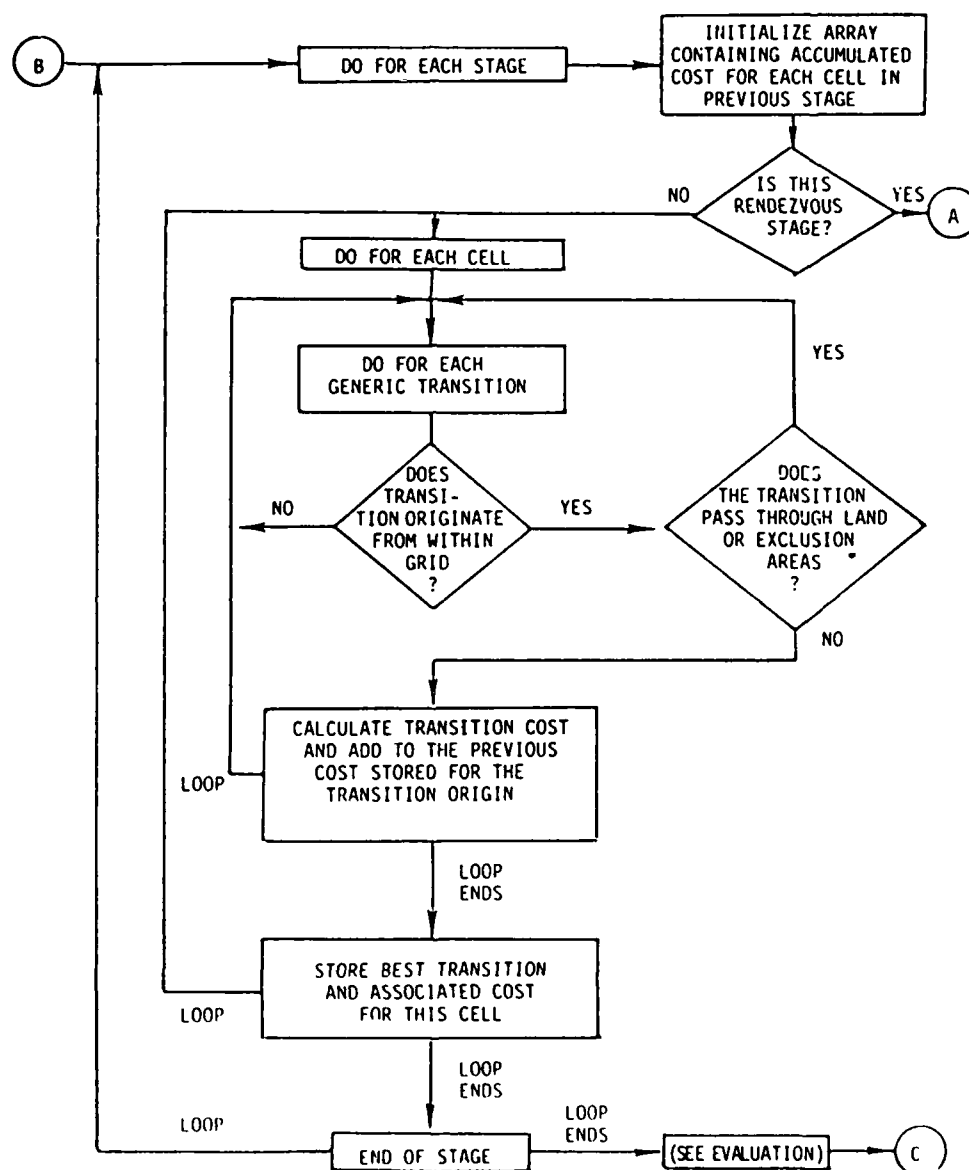 B
DO FOR EACH STAGE
INITIALIZE ARRAY
CONTAINING ACCUMULATED
COST FOR EACH CELL IN
PREVIOUS STAGE
NO
IS THIS
RENDEZVOUS
STAGE?
YES
A
DO FOR EACH CELL
YES
DO FOR EACH
GENERIC TRANSITION
NO
DOES
TRANSI-
TION ORIGINATE
FROM WITHIN
GRID
?
YES
DOES
THE TRANSITION
PASS THROUGH LAND
OR EXCLUSION
AREAS
?
NO
CALCULATE TRANSITION COST
AND ADD TO THE PREVIOUS
COST STORED FOR THE
TRANSITION ORIGIN
LOOP
LOOP
ENDS
STORE BEST TRANSITION
AND ASSOCIATED COST
FOR THIS CELL
LOOP
LOOP
ENDS
LOOP
END OF STAGE
LOOP
ENDS
(SEE EVALUATION)
C